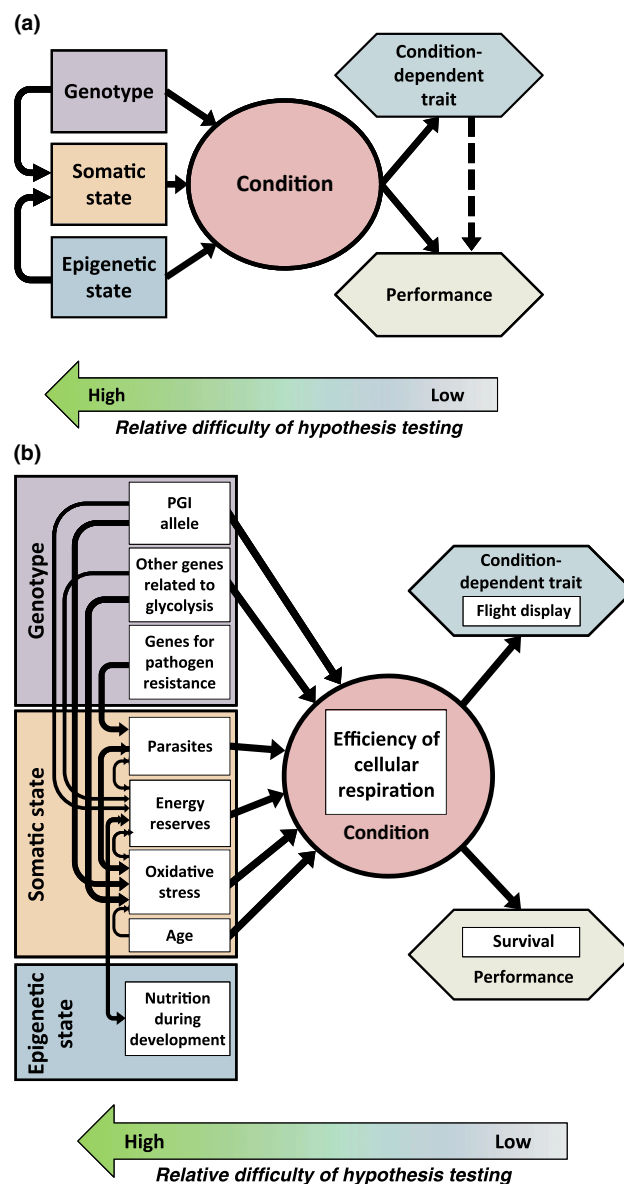 (a)
Genotype
Somatic
state
Epigenetic
state
Condition
Condition-
dependent
trait
Performance
High
Low
Relative difficulty of hypothesis testing
(b)
Genotype
PGI
allele
Other genes
related to
glycolysis
Genes for
pathogen
resistance
Somatic state
Parasites
Energy
reserves
Oxidative
stress
Age
Epigenetic
state
Nutrition
during
development
Efficiency of
cellular
respiration
Condition
Condition-
dependent trait
Flight display
Survival
Performance
High
Low
Relative difficulty of hypothesis testing